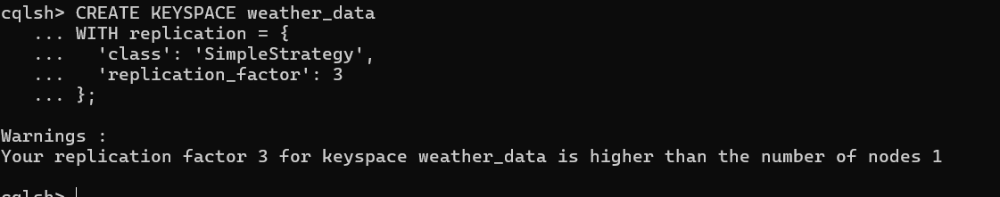 cqlsh> CREATE KEYSPACE weather_data
... WITH replication = {
... 'class': 'SimpleStrategy',
... 'replication_factor': 3
... };
Warnings :
Your replication factor 3 for keyspace weather_data is higher than the number of nodes 1
cqlsh>